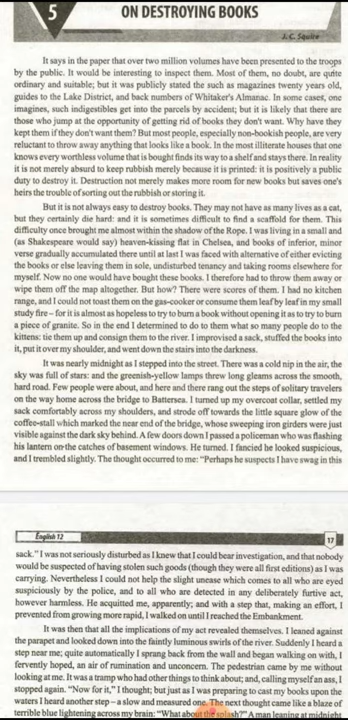 5
ON DESTROYING BOOKS
J.C. Squire
It says in the paper that over two million volumes have been presented to the troops
by the public. It would be interesting to inspect them. Most of them, no doubt, are quite
ordinary and suitable; but it was publicly stated the such as magazines twenty years old,
guides to the Lake District, and back numbers of Whitaker's Almanac. In some cases, one
imagines, such indigestibles get into the parcels by accident; but it is likely that there are
those who jump at the opportunity of getting rid of books they don't want. Why have they
kept them if they don't want them? But most people, especially non-bookish people, are very
reluctant to throw away anything that looks like a book. In the most illiterate houses that one
knows every worthless volume that is bought finds its way to a shelf and stays there. In reality
it is not merely absurd to keep rubbish merely because it is printed: it is positively a public
duty to destroy it. Destruction not merely makes more room for new books but saves one's
heirs the trouble of sorting out the rubbish or storing it.
But it is not always easy to destroy books. They may not have as many lives as a cat,
but they certainly die hard: and it is sometimes difficult to find a scaffold for them. This
difficulty once brought me almost within the shadow of the Rope. I was living in a small and
(as Shakespeare would say) heaven-kissing flat in Chelsea, and books of inferior, minor
verse gradually accumulated there until at last I was faced with alternative of either evicting
the books or else leaving them in sole, undisturbed tenancy and taking rooms elsewhere for
myself. Now no one would have bought these books. I therefore had to throw them away or
wipe them off the map altogether. But how? There were scores of them. I had no kitchen
range, and I could not toast them on the gas-cooker or consume them leaf by leaf in my small
study fire – for it is almost as hopeless to try to burn a book without opening it as to try to burn
a piece of granite. So in the end I determined to do to them what so many people do to the
kittens: tie them up and consign them to the river. I improvised a sack, stuffed the books into
it, put it over my shoulder, and went down the stairs into the darkness.
It was nearly midnight as I stepped into the street. There was a cold nip in the air, the
sky was full of stars: and the greenish-yellow lamps threw long gleams across the smooth,
hard road. Few people were about, and here and there rang out the steps of solitary travelers
on the way home across the bridge to Battersea. I turned up my overcoat collar, settled my
sack comfortably across my shoulders, and strode off towards the little square glow of the
coffee-stall which marked the near end of the bridge, whose sweeping iron girders were just
visible against the dark sky behind. A few doors down I passed a policeman who was flashing
his lantern on the catches of basement windows. He turned. I fancied he looked suspicious,
and I trembled slightly. The thought occurred to me: "Perhaps he suspects I have swag in this
English 12
17
sack." I was not seriously disturbed as I knew that I could bear investigation, and that nobody
would be suspected of having stolen such goods (though they were all first editions) as I was
carrying. Nevertheless I could not help the slight unease which comes to all who are eyed
suspiciously by the police, and to all who are detected in any deliberately furtive act,
however harmless. He acquitted me, apparently; and with a step that, making an effort, I
prevented from growing more rapid, I walked on until I reached the Embankment.
It was then that all the implications of my act revealed themselves. I leaned against
the parapet and looked down into the faintly luminous swirls of the river. Suddenly I heard a
step near me; quite automatically I sprang back from the wall and began walking on with, I
fervently hoped, an air of rumination and unconcern. The pedestrian came by me without
looking at me. It was a tramp who had other things to think about; and, calling myself an ass, I
stopped again. "Now for it," I thought; but just as I was preparing to cast my books upon the
waters I heard another step – a slow and measured one. The next thought came like a blaze of
terrible blue lightening across my brain: "What about the splash?" A man leaning at midnight